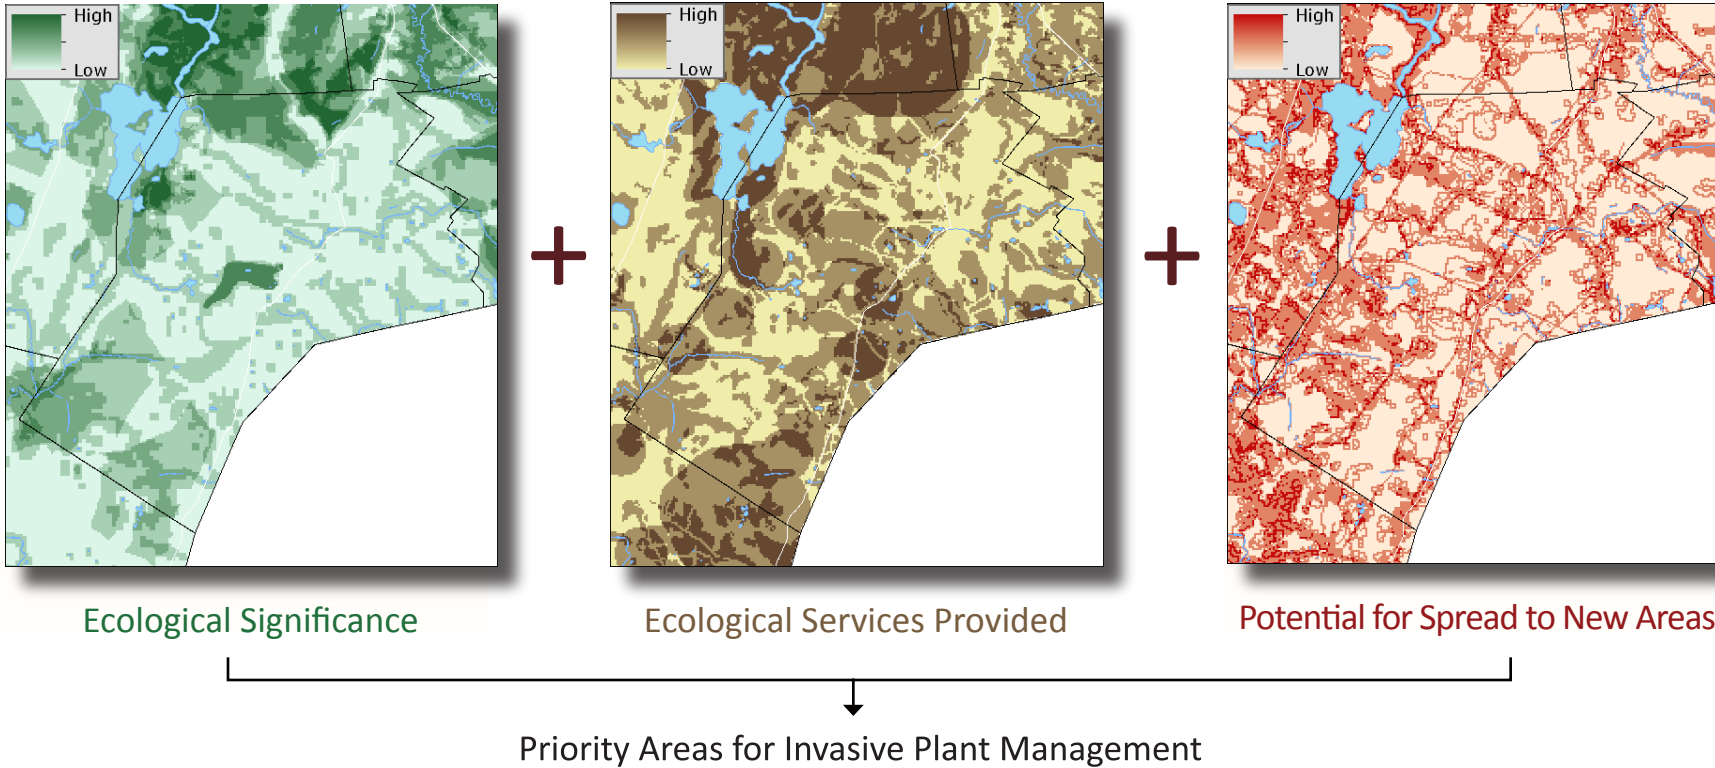 High
Low
High
Low
High
Low
+
+
Ecological Significance
Ecological Services Provided
Potential for Spread to New Areas
Priority Areas for Invasive Plant Management